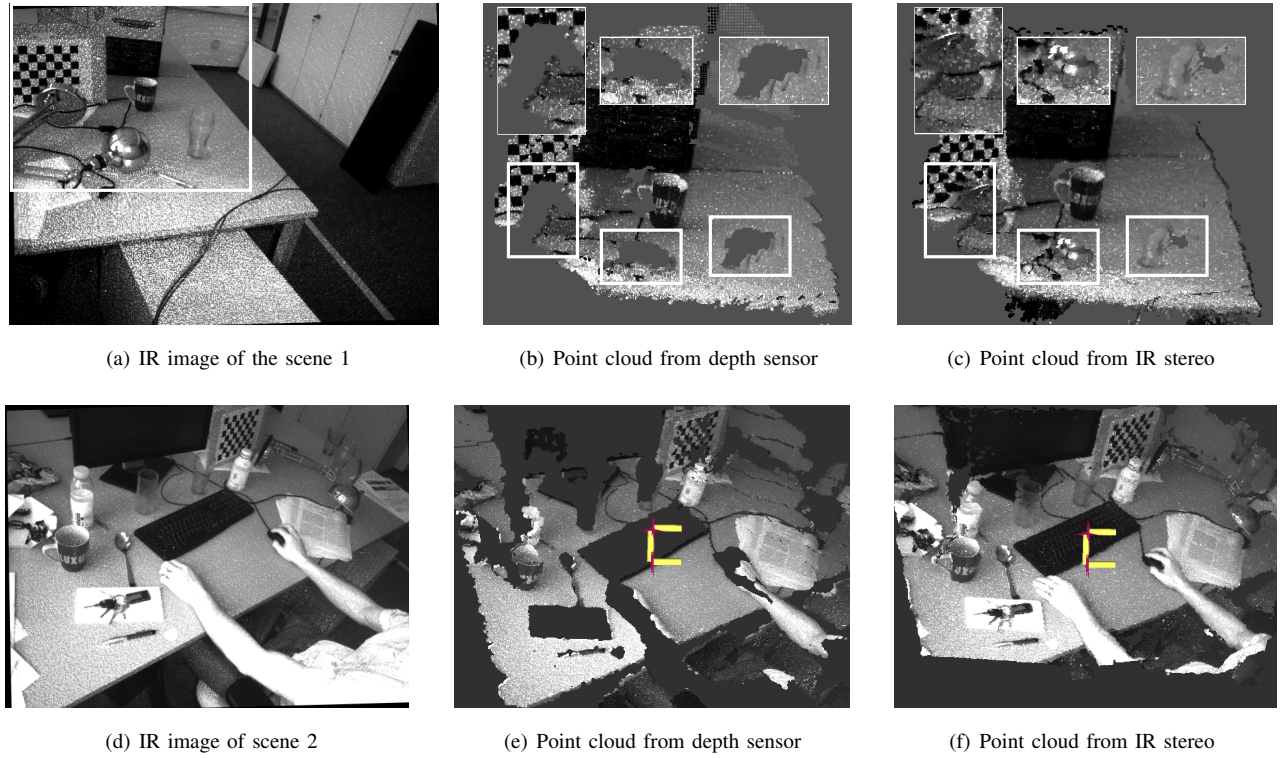 (a) IR image of the scene 1
(b) Point cloud from depth sensor
(c) Point cloud from IR stereo
(d) IR image of scene 2
(e) Point cloud from depth sensor
(f) Point cloud from IR stereo